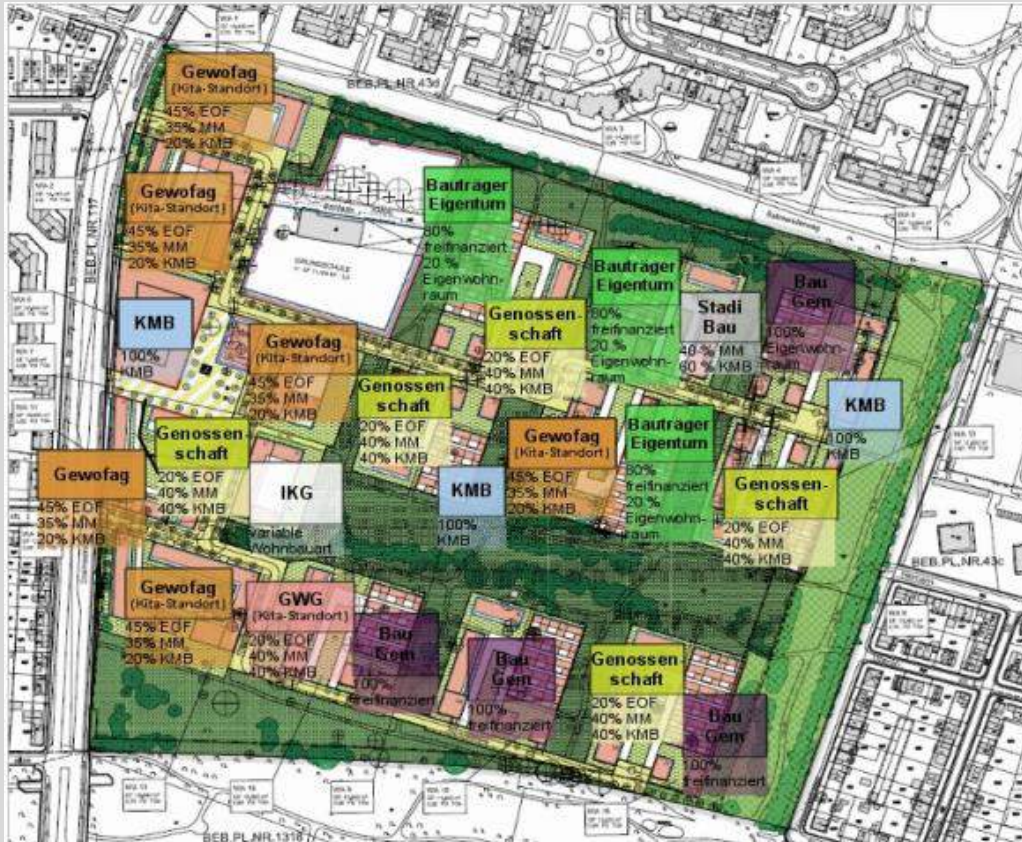 Gewofag
(Kita-Standort)
45% EOF
35% MM
20% KMB
BEB.PL.NR.43d
Gewofag
(Kita-Standort)
45% EOF
35% MM
20% KMB
BEB.PL.NR.
GRUNDSCHULE
Bauträger
Eigentum
80%
freifinanziert
20 %
Eigenwohn-
raum
Bauträger
Eigentum
80%
freifinanziert
20 %
Eigenwohn-
raum
Stadi
Bau
40 % MM
60 % KMB
Bau
Gem
100%
Eigenwohn-
raum
KMB
100%
KMB
Gewofag
(Kita-Standort)
45% EOF
35% MM
20% KMB
Genossen-
schaft
20% EOF
40% MM
40% KMB
Genossen
schaft
20% EOF
40% MM
40% KMB
KMB
100%
KMB
Genossen-
schaft
20% EOF
40% MM
40% KMB
Gewofag
45% EOF
35% MM
20% KMB
IKG
variable
Wohnbauart
KMB
100%
KMB
Gewofag
(Kita-Standort)
45% EOF
35% MM
20% KMB
Bauträger
Eigentum
80%
freifinanziert
20 %
Eigenwohn-
raum
Genossen-
schaft
20% EOF
40% MM
40% KMB
BEB.PL.NR.43c
Gewofag
(Kita-Standort)
45% EOF
35% MM
20% KMB
GWG
(Kita-Standort)
20% EOF
40% MM
40% KMB
Bau
Gem
100%
freifinanziert
Bau
Gem
100%
freifinanziert
Genossen
schaft
20% EOF
40% MM
40% KMB
Bau
Gem
100%
freifinanziert
BEB.PL.NR.